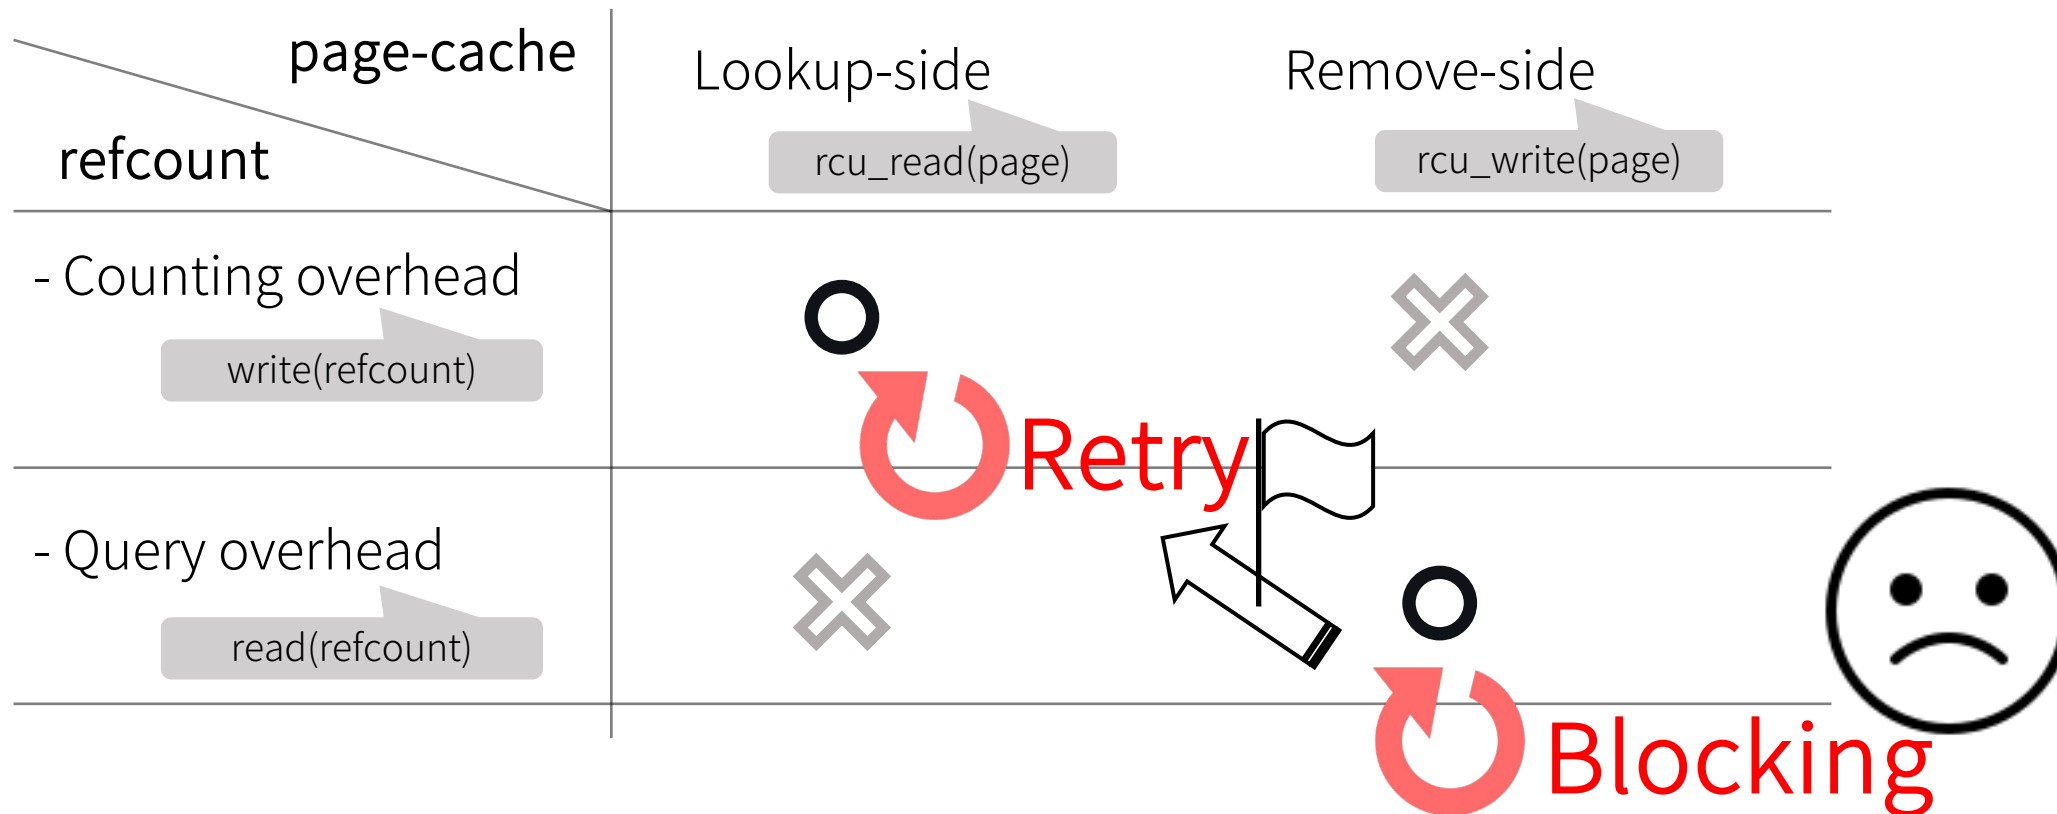 page-cache
refcount
Lookup-side
rcu_read(page)
Remove-side
rcu_write(page)
- Counting overhead
write(refcount)
Retry
- Query overhead
read(refcount)
Blocking